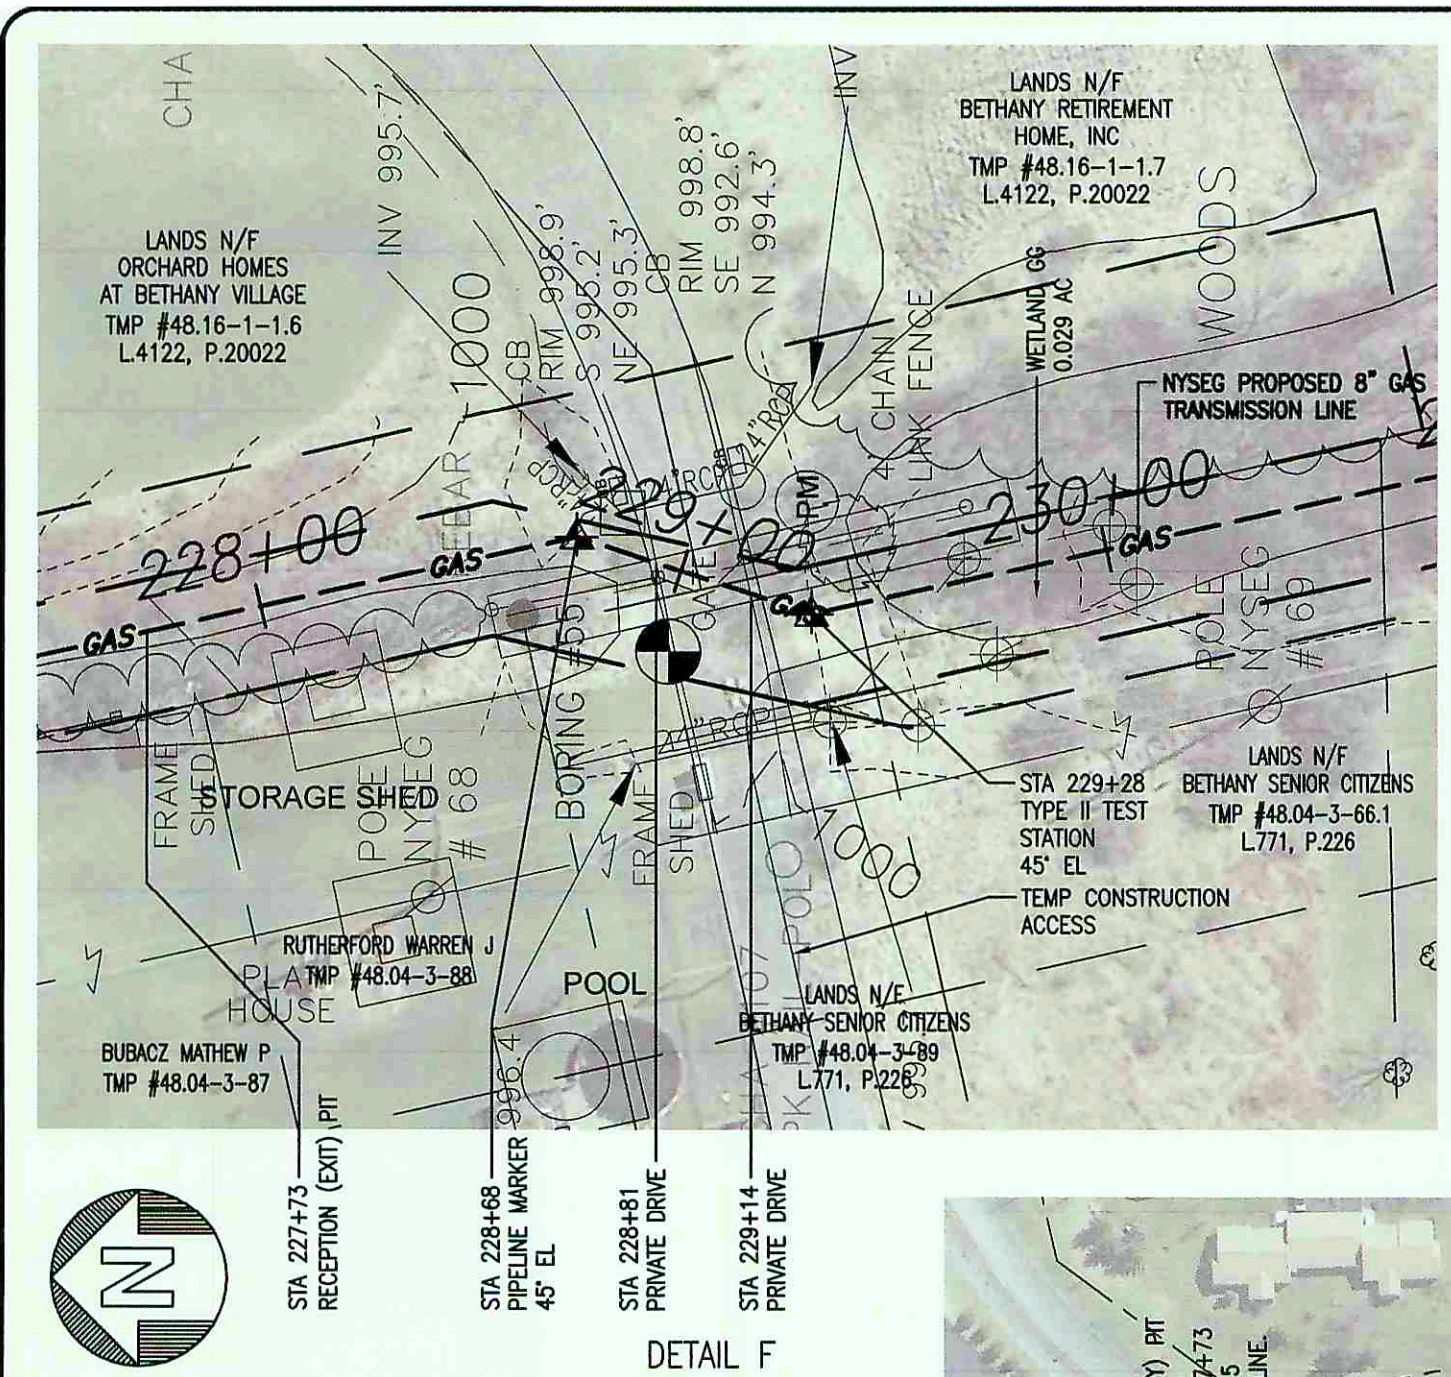 CHA
INV 995.7'
LANDS N/F
ORCHARD HOMES
AT BETHANY VILLAGE
TMP #48.16-1-1.6
L.4122, P.20022
1000
CB
RIM 998.9'
S 995.2'
NE 995.3'
CB
RIM 998.8'
SE 992.6'
N 994.3'
INV
LANDS N/F
BETHANY RETIREMENT
HOME, INC
TMP #48.16-1-1.7
L.4122, P.20022
WOODS
WETLAND GG
0.029 AC
4' CHAIN
LINK FENCE
NYSEG PROPOSED 8" GAS
TRANSMISSION LINE
24"RCP
228+00
229+00
230+00
PM
GAS
GAS
GAS
GAS
GATE
BORING #55
24"RCP
FRAME
SHED
STORAGE SHED
POLE
NYSEG
# 68
FRAME
SHED
POLE
NYSEG
# 69
1000
STA 229+28
TYPE II TEST
STATION
45° EL
TEMP CONSTRUCTION
ACCESS
LANDS N/F
BETHANY SENIOR CITIZENS
TMP #48.04-3-66.1
L.771, P.226
RUTHERFORD WARREN J
TMP #48.04-3-88
HOUSE
POOL
996.4
LANDS N/F
BETHANY SENIOR CITIZENS
TMP #48.04-3-89
L.771, P.226
BUBACZ MATHEW P
TMP #48.04-3-87
STA 227+73
RECEPTION (EXIT) PIT
STA 228+68
PIPELINE MARKER
45° EL
STA 228+81
PRIVATE DRIVE
STA 229+14
PRIVATE DRIVE
N
DETAIL F
PIT